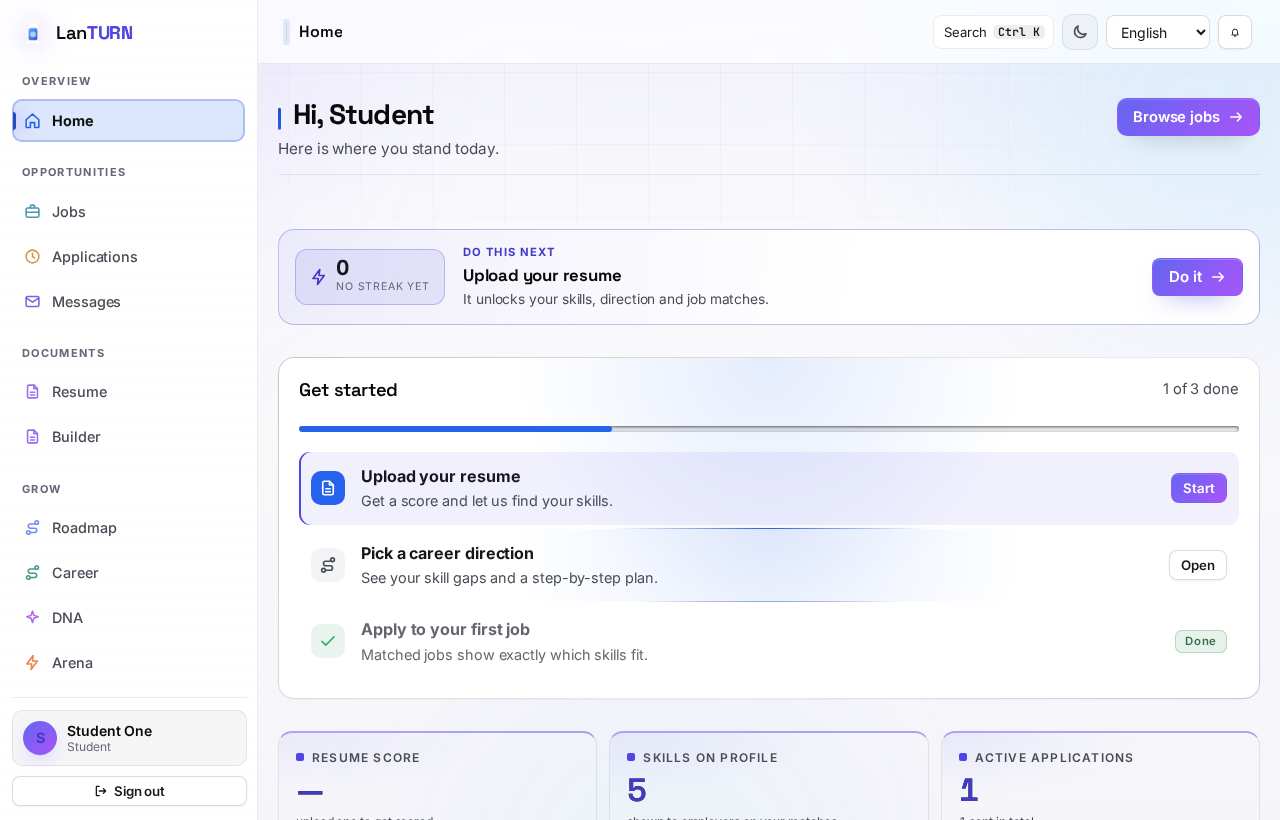 LanTURN
Home
Search Ctrl K
English
OVERVIEW
Home
OPPORTUNITIES
Jobs
Applications
Messages
DOCUMENTS
Resume
Builder
GROW
Roadmap
Career
DNA
Arena
S
Student One
Student
Sign out
Hi, Student
Here is where you stand today.
Browse jobs
0
NO STREAK YET
DO THIS NEXT
Upload your resume
It unlocks your skills, direction and job matches.
Do it
Get started
1 of 3 done
Upload your resume
Get a score and let us find your skills.
Start
Pick a career direction
See your skill gaps and a step-by-step plan.
Open
Apply to your first job
Matched jobs show exactly which skills fit.
Done
RESUME SCORE
—
SKILLS ON PROFILE
5
ACTIVE APPLICATIONS
1